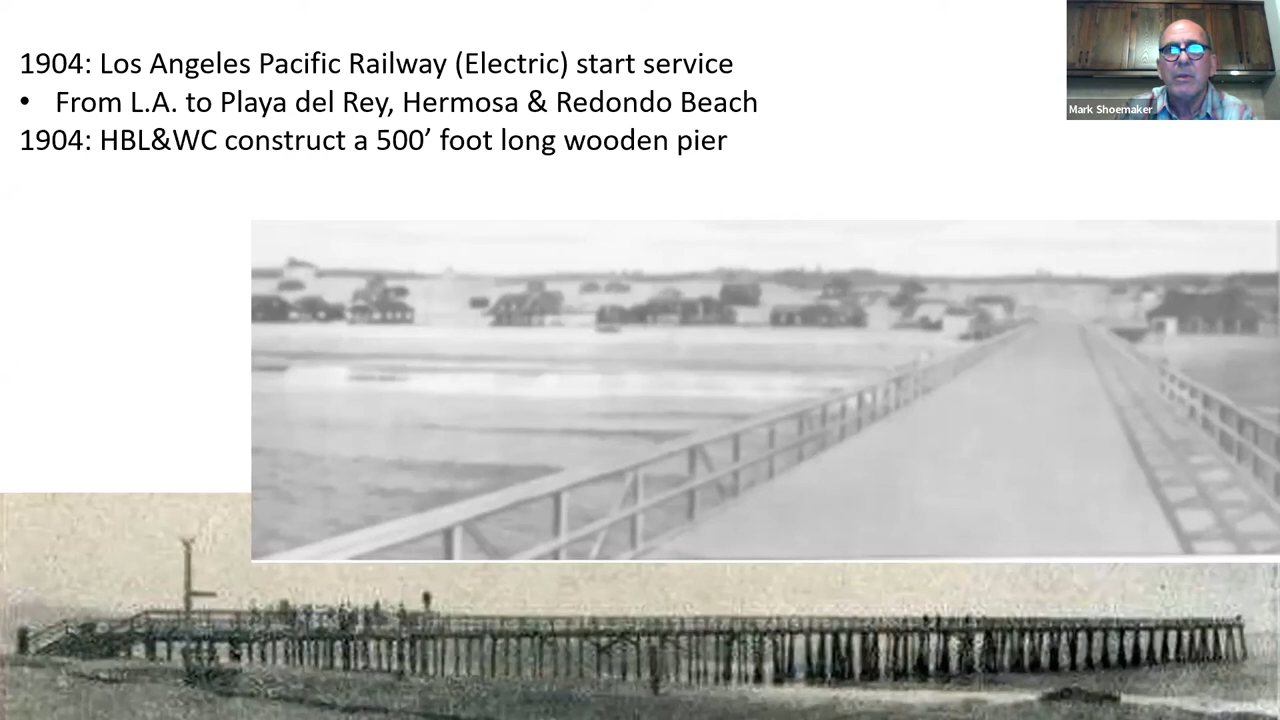 1904: Los Angeles Pacific Railway (Electric) start service
• From L.A. to Playa del Rey, Hermosa & Redondo Beach
1904: HBL&WC construct a 500’ foot long wooden pier
Mark Shoemaker